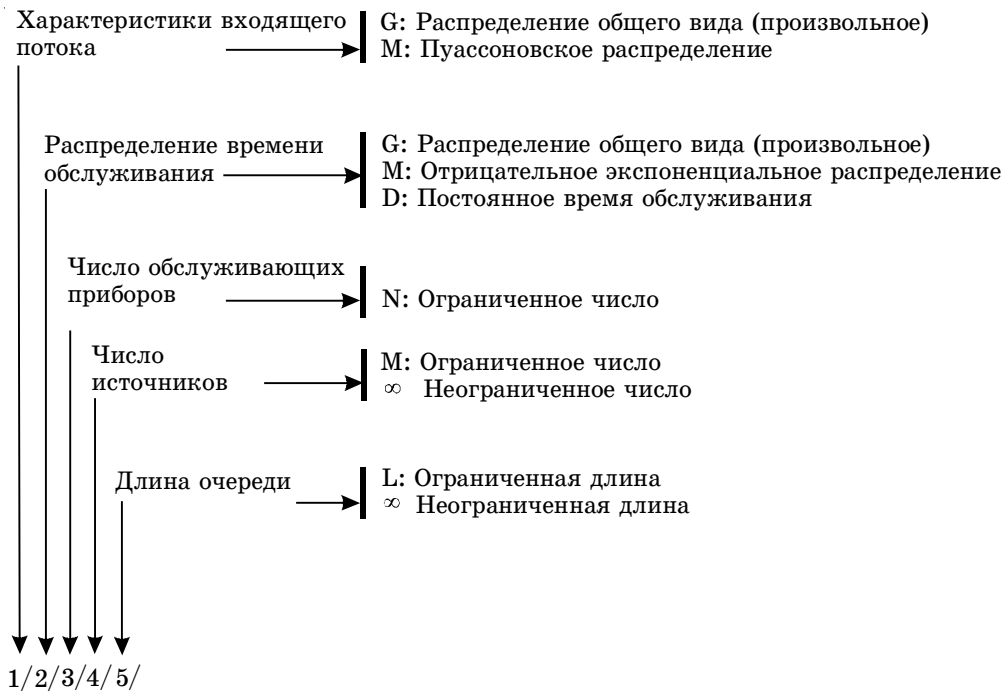 Характеристики входящего
потока
G: Распределение общего вида (произвольное)
M: Пуассоновское распределение
Распределение времени
обслуживания
G: Распределение общего вида (произвольное)
M: Отрицательное экспоненциальное распределение
D: Постоянное время обслуживания
Число обслуживающих
приборов
N: Ограниченное число
Число
источников
M: Ограниченное число
∞ Неограниченное число
Длина очереди
L: Ограниченная длина
∞ Неограниченная длина
1/2/3/4/5/